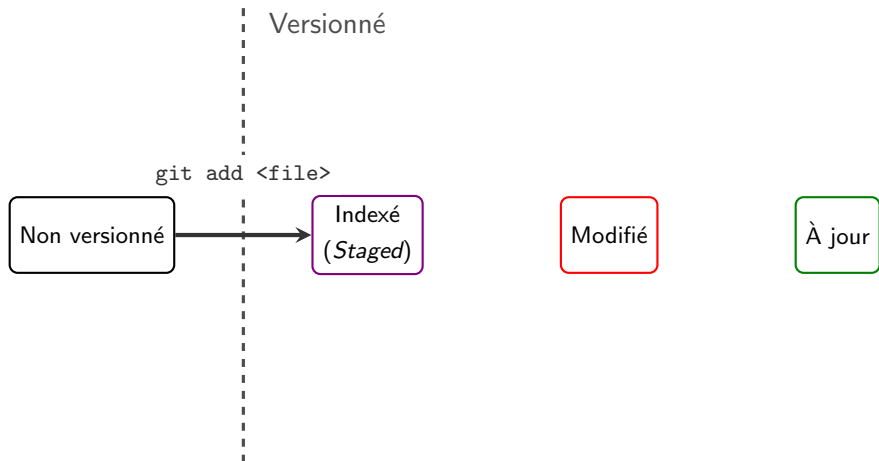 Versionné
git add <file>
Non versionné
Indexé
(Staged)
Modifié
À jour